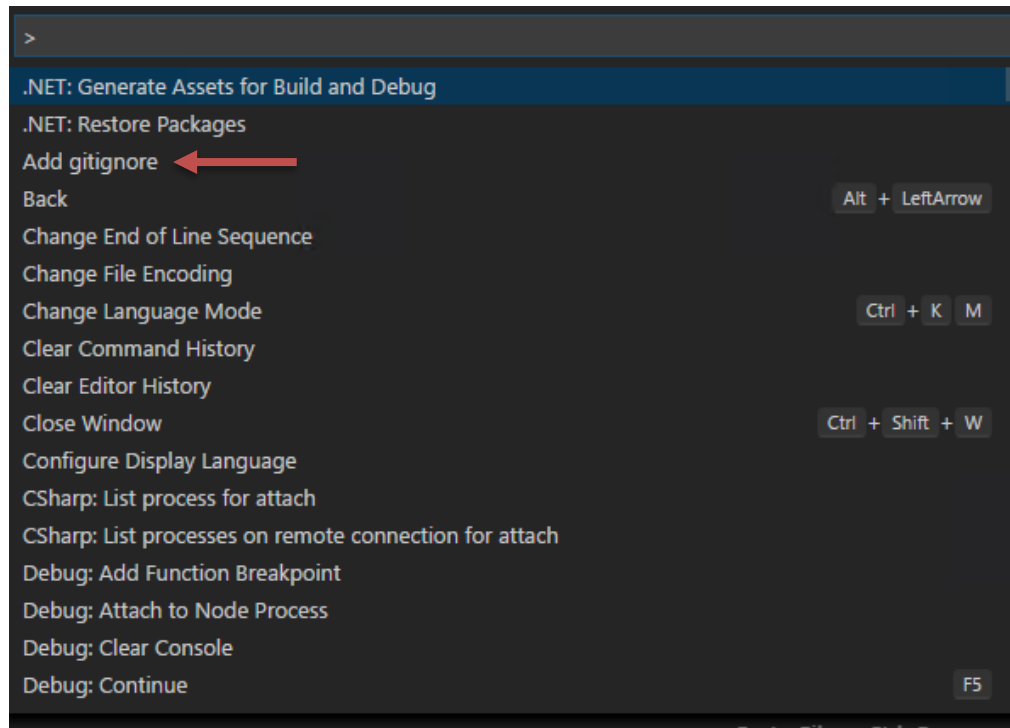 >
.NET: Generate Assets for Build and Debug
.NET: Restore Packages
Add gitignore
Back Alt + LeftArrow
Change End of Line Sequence
Change File Encoding
Change Language Mode Ctrl + K M
Clear Command History
Clear Editor History
Close Window Ctrl + Shift + W
Configure Display Language
CSharp: List process for attach
CSharp: List processes on remote connection for attach
Debug: Add Function Breakpoint
Debug: Attach to Node Process
Debug: Clear Console
Debug: Continue F5